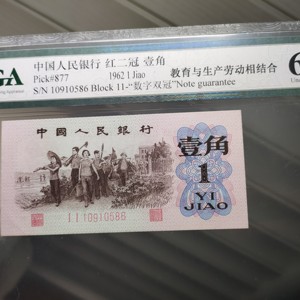 GA
中国人民银行 红二冠 壹角
Pick#877 1962 1 Jiao 教育与生产劳动相结合
S/N 10910586 Block 11-“数字双冠”Note guarantee
6
中国人民银行
壹角
1
YI
JIAO
I I 10910586